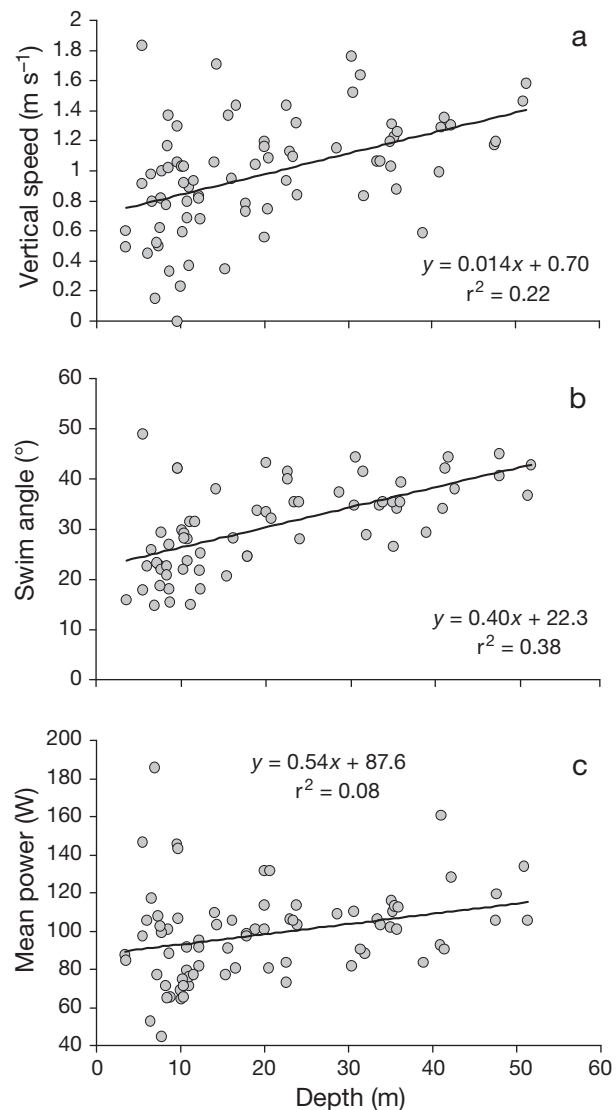 a
2
1.8
1.6
1.4
1.2
1
0.8
0.6
0.4
0.2
0
Vertical speed (m s⁻¹)
y = 0.014x + 0.70
r² = 0.22
b
60
50
40
30
20
10
0
Swim angle (°)
y = 0.40x + 22.3
r² = 0.38
c
200
180
160
140
120
100
80
60
40
Mean power (W)
y = 0.54x + 87.6
r² = 0.08
0 10 20 30 40 50 60
Depth (m)